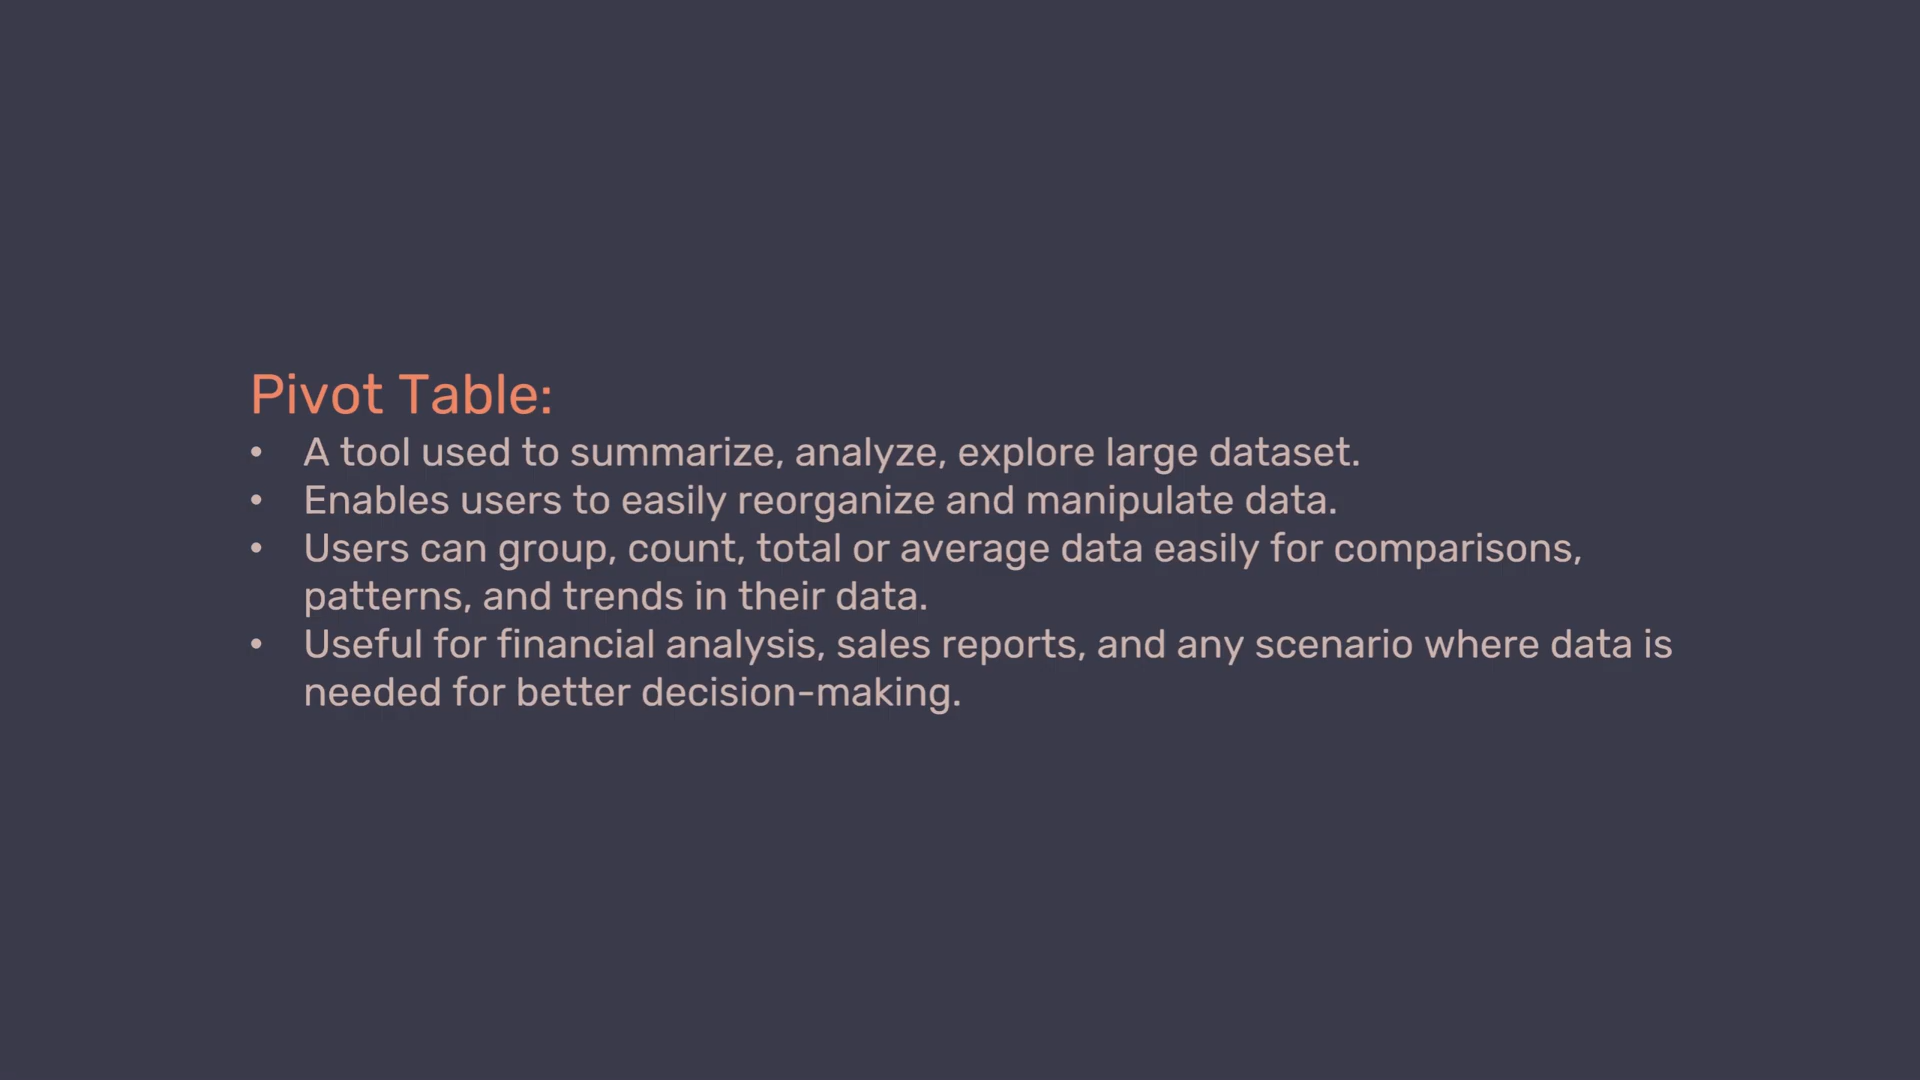 Pivot Table:
• A tool used to summarize, analyze, explore large dataset.
• Enables users to easily reorganize and manipulate data.
• Users can group, count, total or average data easily for comparisons,
patterns, and trends in their data.
• Useful for financial analysis, sales reports, and any scenario where data is
needed for better decision-making.